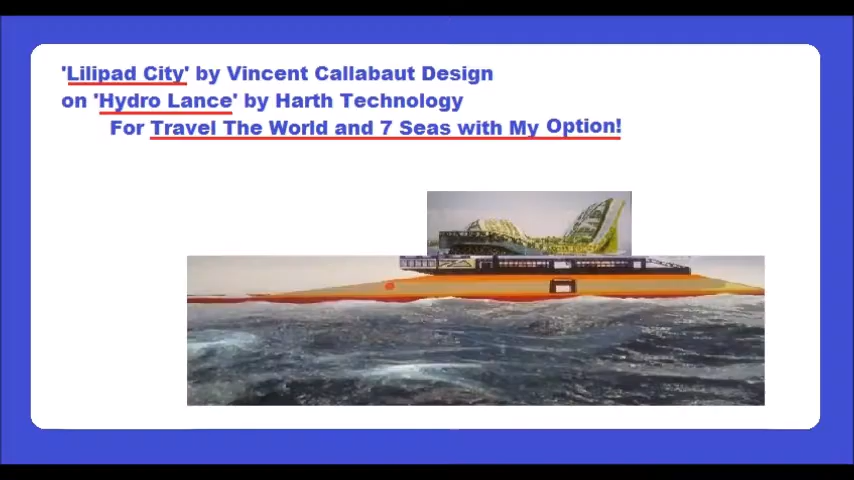 'Lilipad City' by Vincent Callabaut Design
on 'Hydro Lance' by Harth Technology
For Travel The World and 7 Seas with My Option!